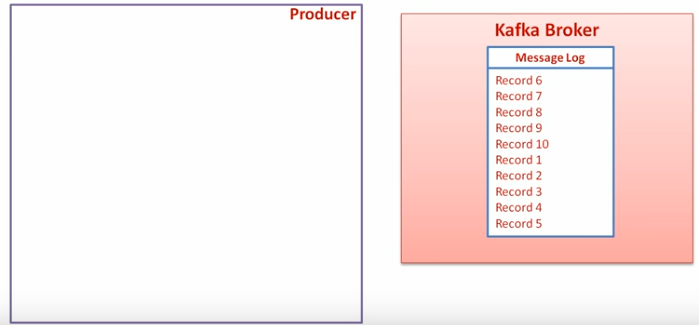 Producer
Kafka Broker
Message Log
Record 6
Record 7
Record 8
Record 9
Record 10
Record 1
Record 2
Record 3
Record 4
Record 5